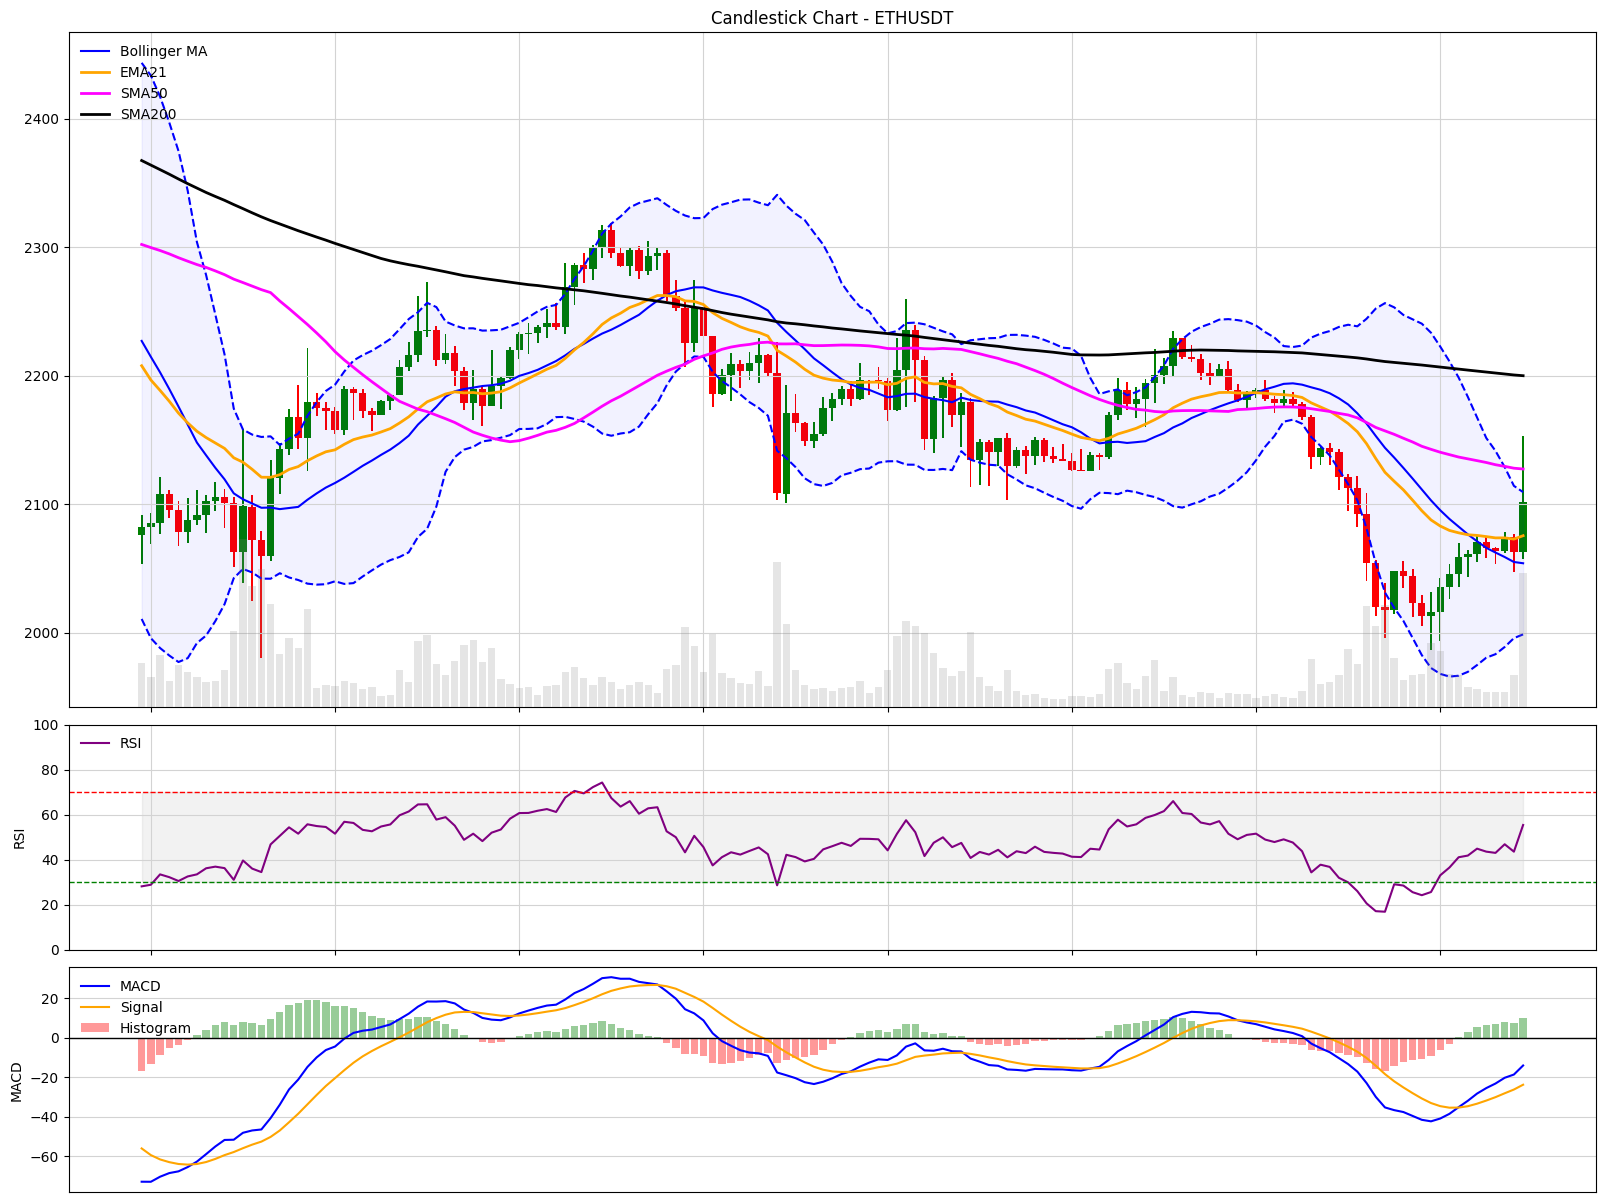 Candlestick Chart - ETHUSDT
Bollinger MA
EMA21
SMA50
SMA200
2400
2300
2200
2100
2000
RSI
100
80
60
40
20
0
RSI
MACD
Signal
Histogram
20
0
−20
−40
−60
MACD